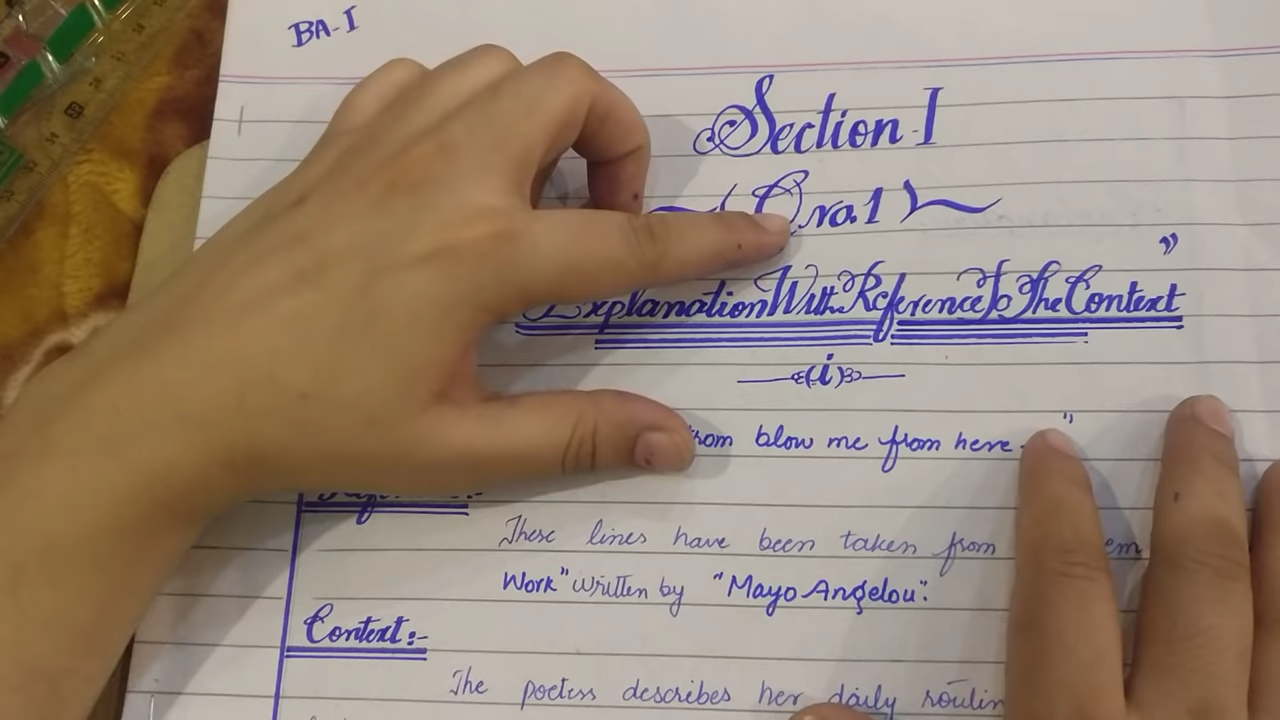 BA-I
Section-I
Q no.1
Explanation With Reference To The Context"
(i)
from blow me from here."
These lines have been taken from
Work" written by "Mayo Angelou".
Context:-
The poetess describes her daily